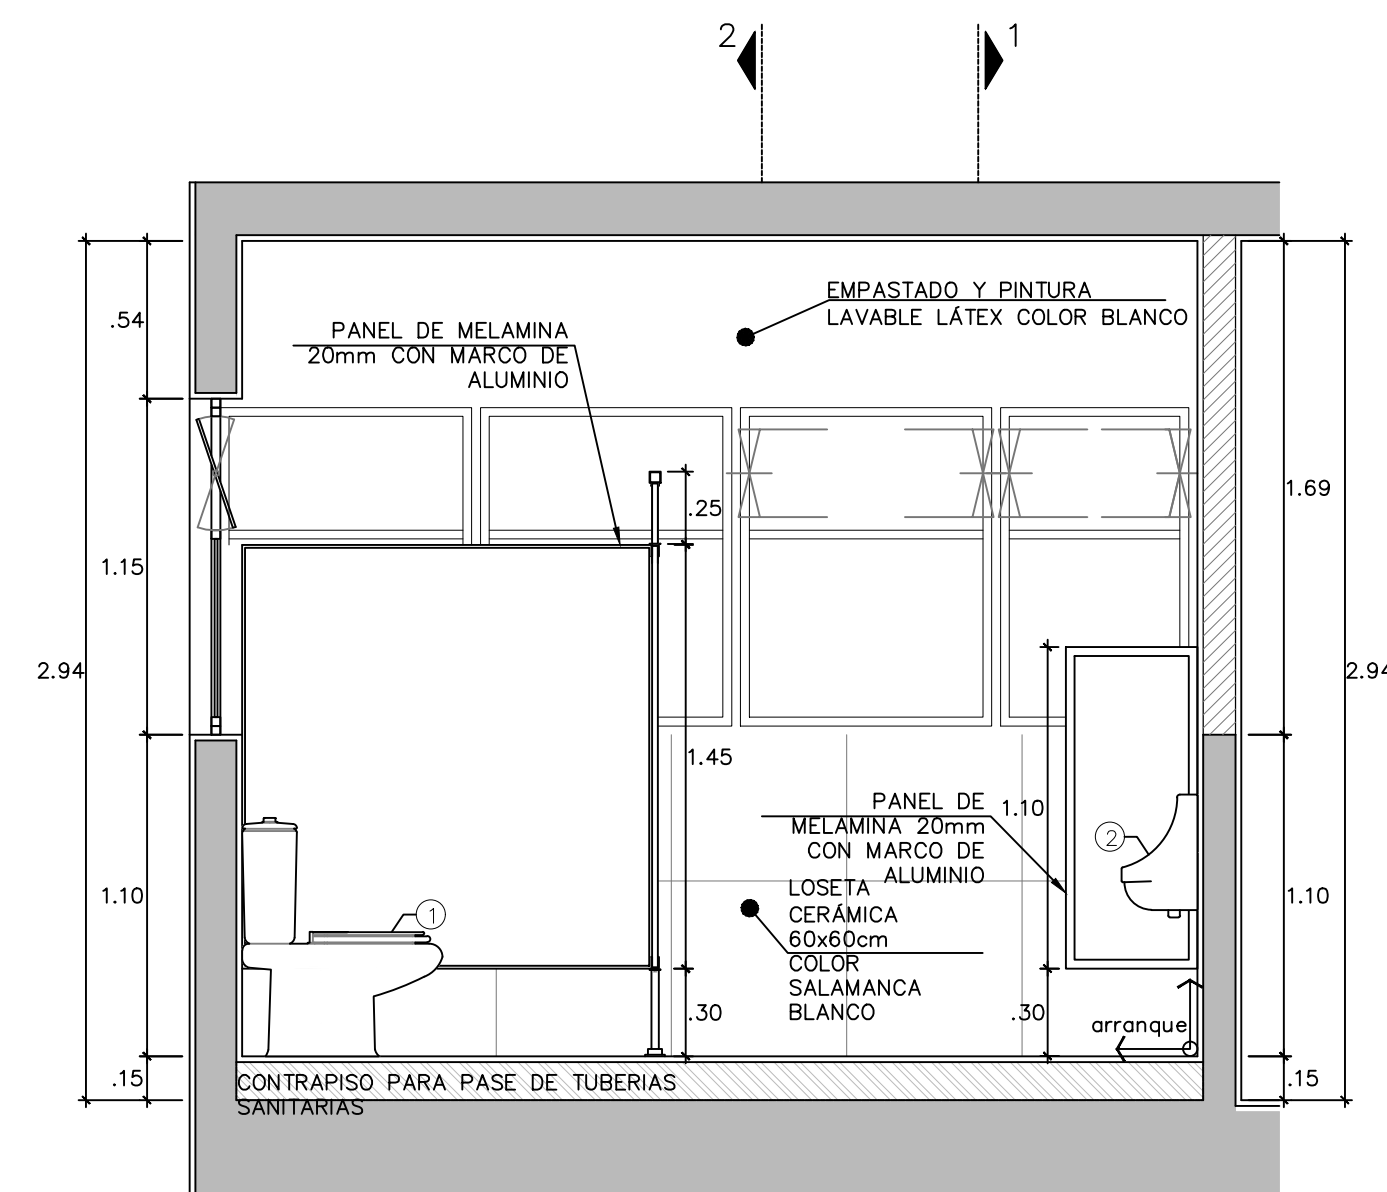 2
1
EMPASTADO Y PINTURA
LAVABLE LÁTEX COLOR BLANCO
PANEL DE MELAMINA
20mm CON MARCO DE
ALUMINIO
.54
1.15
2.94
1.10
.15
.25
1.45
.30
1.69
2.94
1.10
.15
PANEL DE
MELAMINA 20mm
CON MARCO DE
ALUMINIO
1.10
2
1
LOSETA
CERÁMICA
60x60cm
COLOR
SALAMANCA
BLANCO
.30
arranque
CONTRAPISO PARA PASE DE TUBERIAS
SANITARIAS